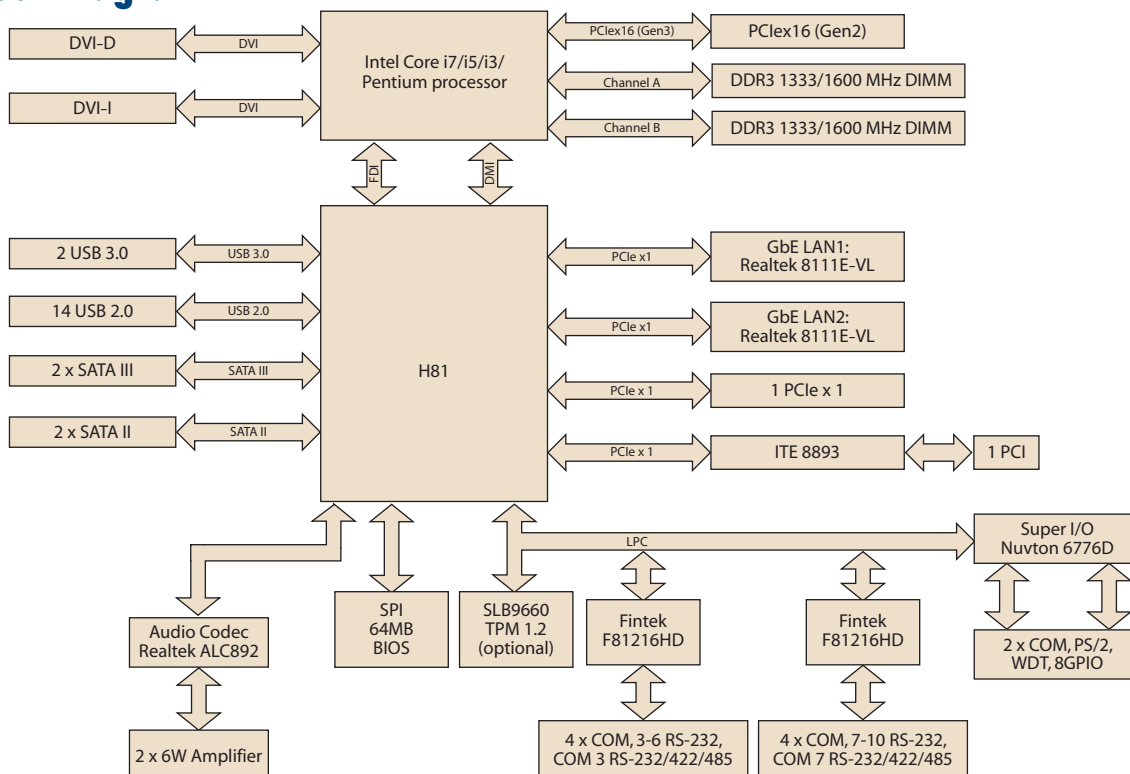 DVI-D
DVI
DVI-I
DVI
Intel Core i7/i5/i3/
Pentium processor
PCIex16 (Gen3)
PCIex16 (Gen2)
Channel A
DDR3 1333/1600 MHz DIMM
Channel B
DDR3 1333/1600 MHz DIMM
FDI
DMI
2 USB 3.0
USB 3.0
14 USB 2.0
USB 2.0
2 x SATA III
SATA III
2 x SATA II
SATA II
H81
PCIe x1
GbE LAN1:
Realtek 8111E-VL
PCIe x1
GbE LAN2:
Realtek 8111E-VL
PCIe x 1
1 PCIe x 1
PCIe x 1
ITE 8893
1 PCI
LPC
Super I/O
Nuvton 6776D
Audio Codec
Realtek ALC892
SPI
64MB
BIOS
SLB9660
TPM 1.2
(optional)
Fintek
F81216HD
Fintek
F81216HD
2 x COM, PS/2,
WDT, 8GPIO
2 x 6W Amplifier
4 x COM, 3-6 RS-232,
COM 3 RS-232/422/485
4 x COM, 7-10 RS-232,
COM 7 RS-232/422/485